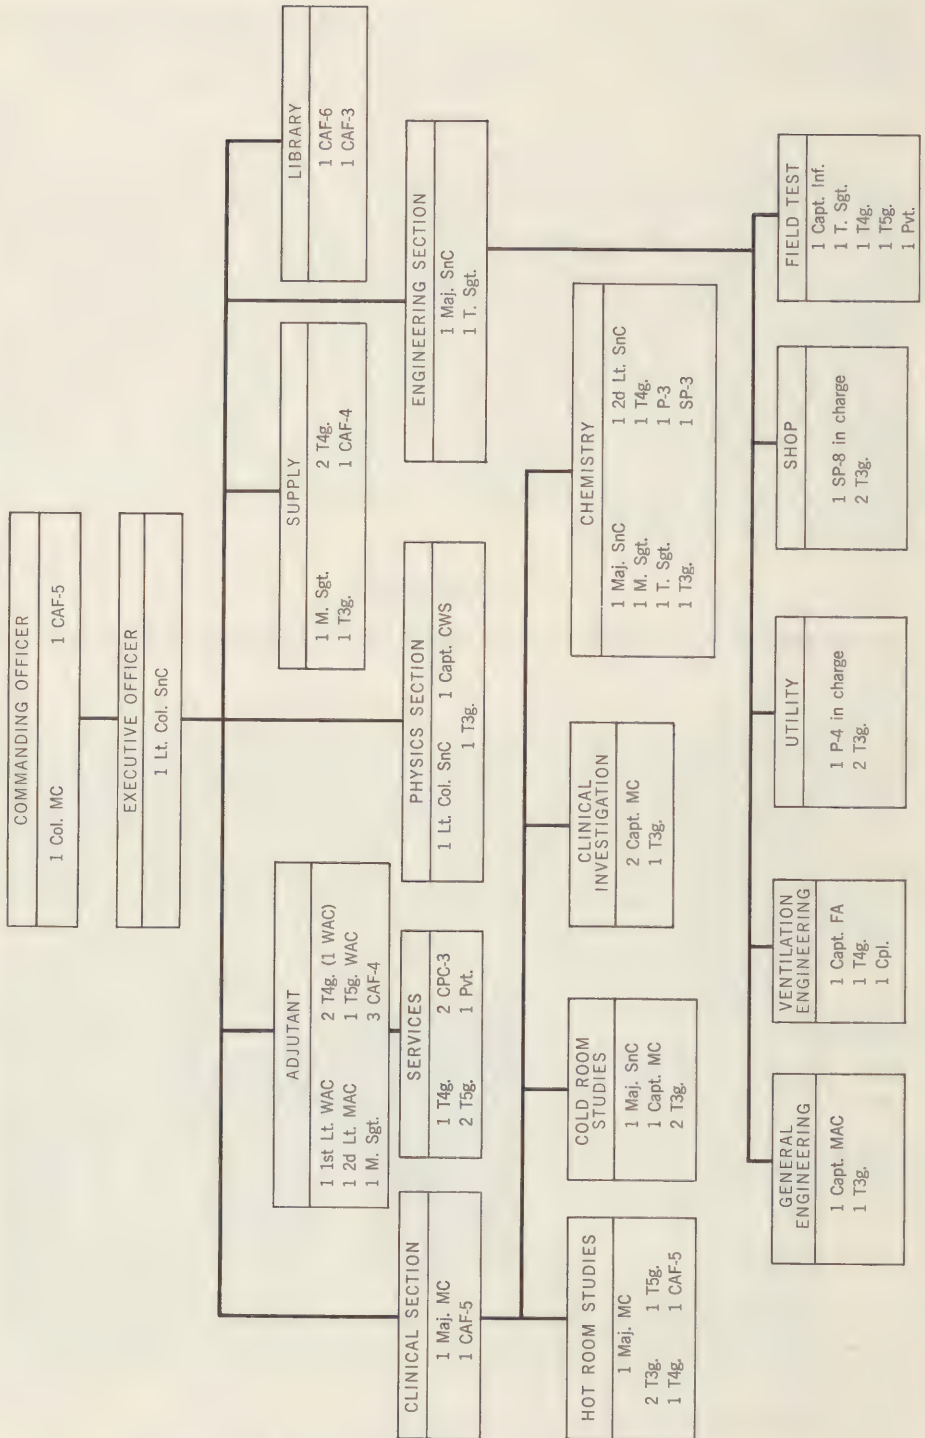 COMMANDING OFFICER
1 Col. MC 1 CAF-5
EXECUTIVE OFFICER
1 Lt. Col. SnC
ADJUTANT
1 1st Lt. WAC 2 T4g. (1 WAC)
1 2d Lt. MAC 1 T5g. WAC
1 M. Sgt. 3 CAF-4
SUPPLY
1 M. Sgt. 2 T4g.
1 T3g. 1 CAF-4
LIBRARY
1 CAF-6
1 CAF-3
CLINICAL SECTION
1 Maj. MC
1 CAF-5
SERVICES
1 T4g. 2 CPC-3
2 T5g. 1 Pvt.
PHYSICS SECTION
1 Lt. Col. SnC 1 Capt. CWS
1 T3g.
ENGINEERING SECTION
1 Maj. SnC
1 T. Sgt.
HOT ROOM STUDIES
1 Maj. MC
2 T3g. 1 T5g.
1 T4g. 1 CAF-5
COLD ROOM
STUDIES
1 Maj. SnC
1 Capt. MC
2 T3g.
CLINICAL
INVESTIGATION
2 Capt. MC
1 T3g.
CHEMISTRY
1 Maj. SnC 1 2d Lt. SnC
1 M. Sgt. 1 T4g.
1 T. Sgt. 1 P-3
1 T3g. 1 SP-3
GENERAL
ENGINEERING
1 Capt. MAC
1 T3g.
VENTILATION
ENGINEERING
1 Capt. FA
1 T4g.
1 Cpl.
UTILITY
1 P-4 in charge
2 T3g.
SHOP
1 SP-8 in charge
2 T3g.
FIELD TEST
1 Capt. Inf.
1 T. Sgt.
1 T4g.
1 T5g.
1 Pvt.